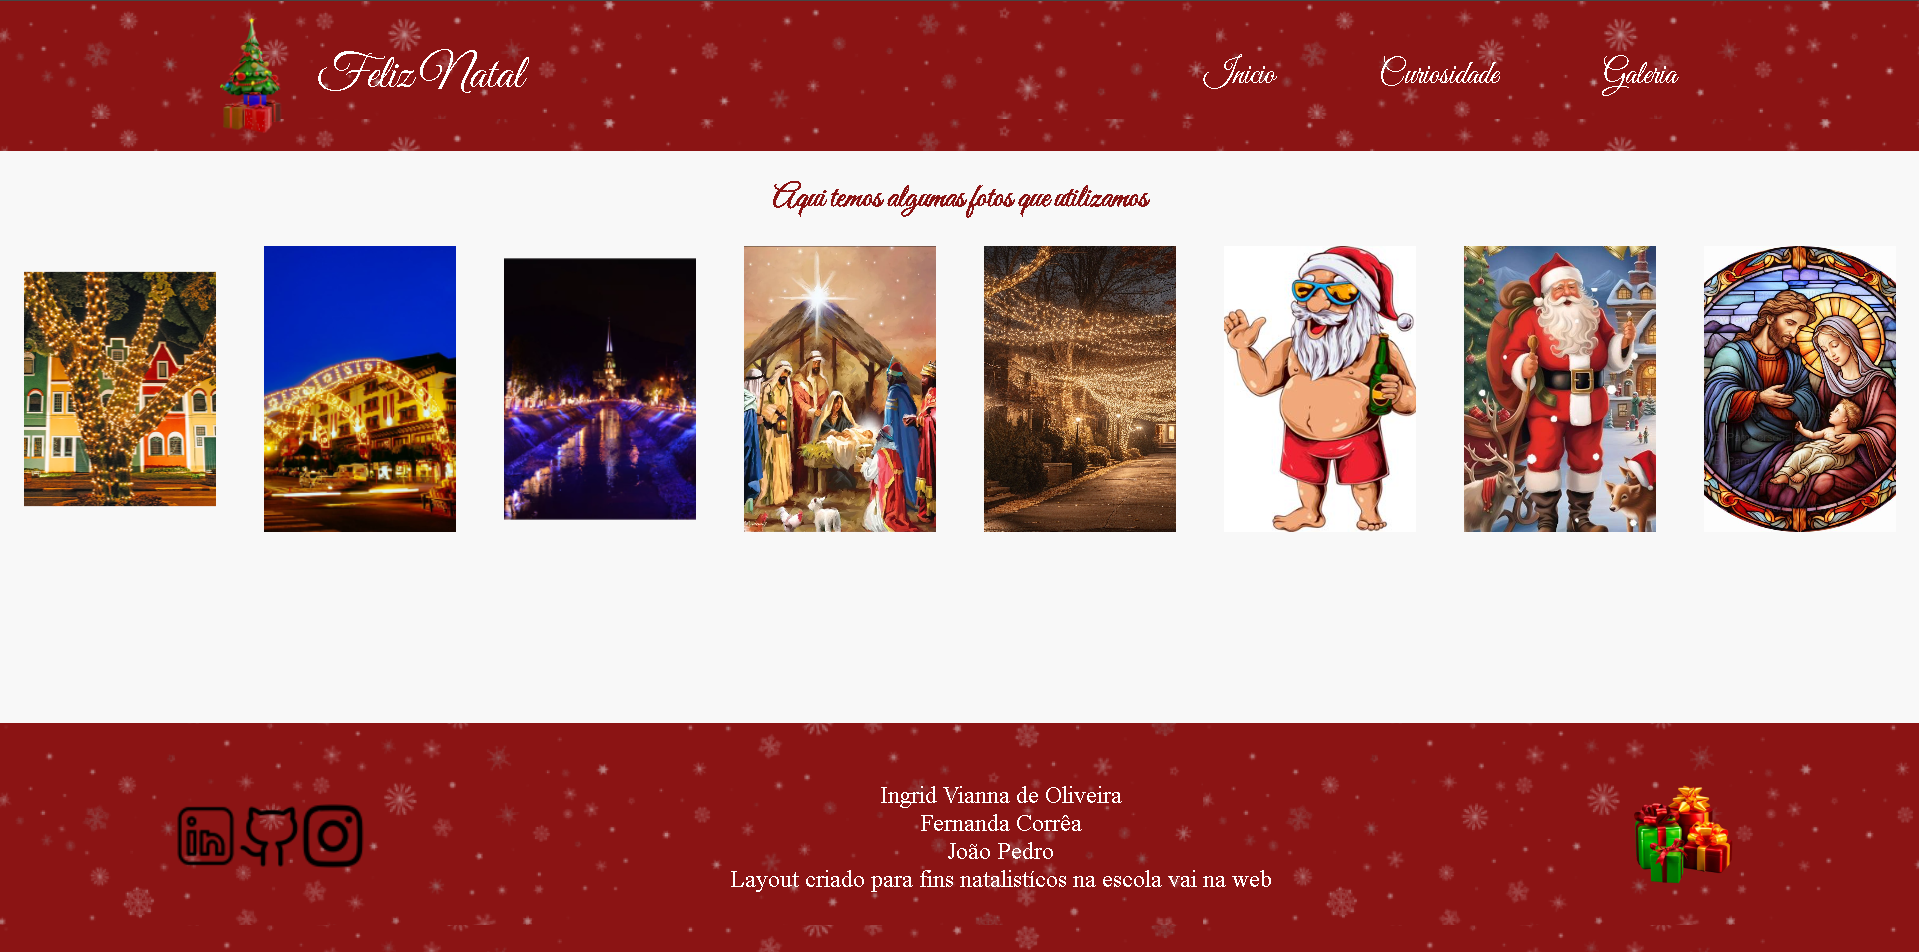 Feliz Natal
Inicio
Curiosidade
Galeria
Aqui temos algumas fotos que utilizamos
in
Ingrid Vianna de Oliveira
Fernanda Corrêa
João Pedro
Layout criado para fins natalistícos na escola vai na web